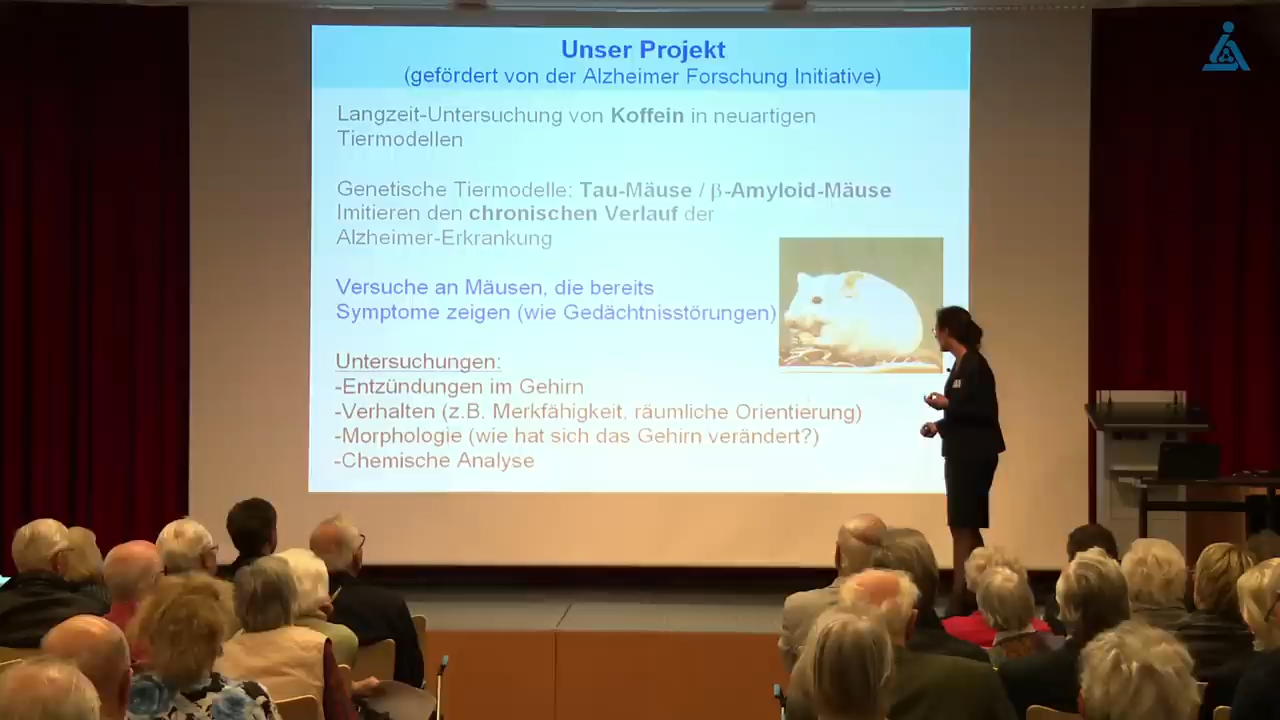 Unser Projekt
(gefördert von der Alzheimer Forschung Initiative)
Langzeit-Untersuchung von Koffein in neuartigen
Tiermodellen
Genetische Tiermodelle: Tau-Mäuse / β-Amyloid-Mäuse
Imitieren den chronischen Verlauf der
Alzheimer-Erkrankung
Versuche an Mäusen, die bereits
Symptome zeigen (wie Gedächtnisstörungen)
Untersuchungen:
-Entzündungen im Gehirn
-Verhalten (z.B. Merkfähigkeit, räumliche Orientierung)
-Morphologie (wie hat sich das Gehirn verändert?)
-Chemische Analyse